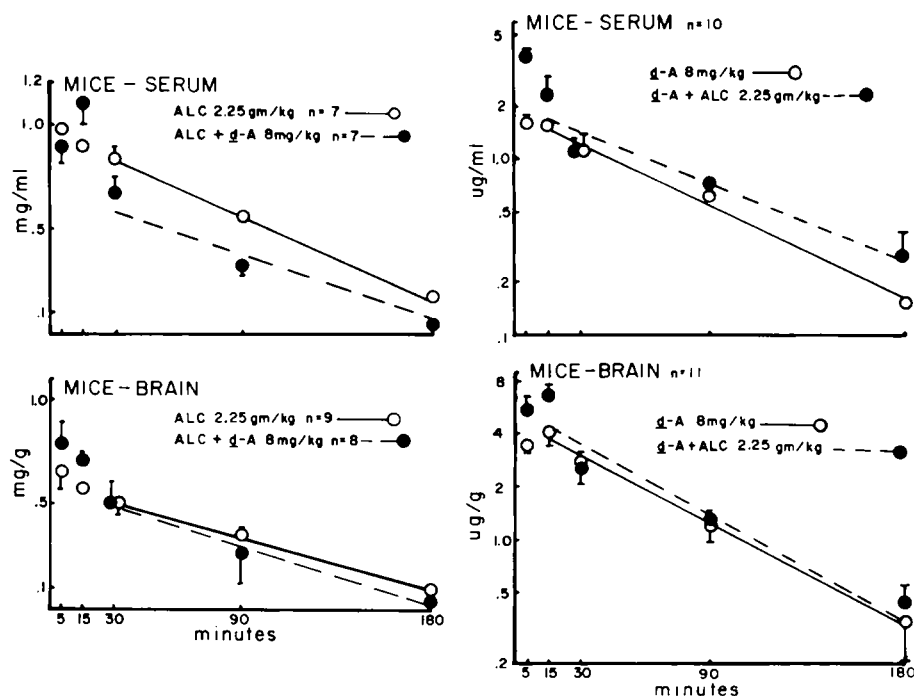 MICE - SERUM
ALC 2.25 gm/kg n = 7
ALC + d-A 8mg/kg n = 7
1.2
1.0
.5
.1
mg/ml
MICE - SERUM n = 10
d-A 8 mg/kg
d-A + ALC 2.25 gm/kg
5
2
1.0
.5
.2
.1
ug/ml
MICE - BRAIN
ALC 2.25 gm/kg n = 9
ALC + d-A 8mg/kg n = 8
1.0
.5
.1
mg/g
5 15 30 90 180
minutes
MICE - BRAIN n = 11
d-A 8 mg/kg
d-A + ALC 2.25 gm/kg
8
4
2
1.0
.5
.2
ug/g
5 15 30 90 180
minutes